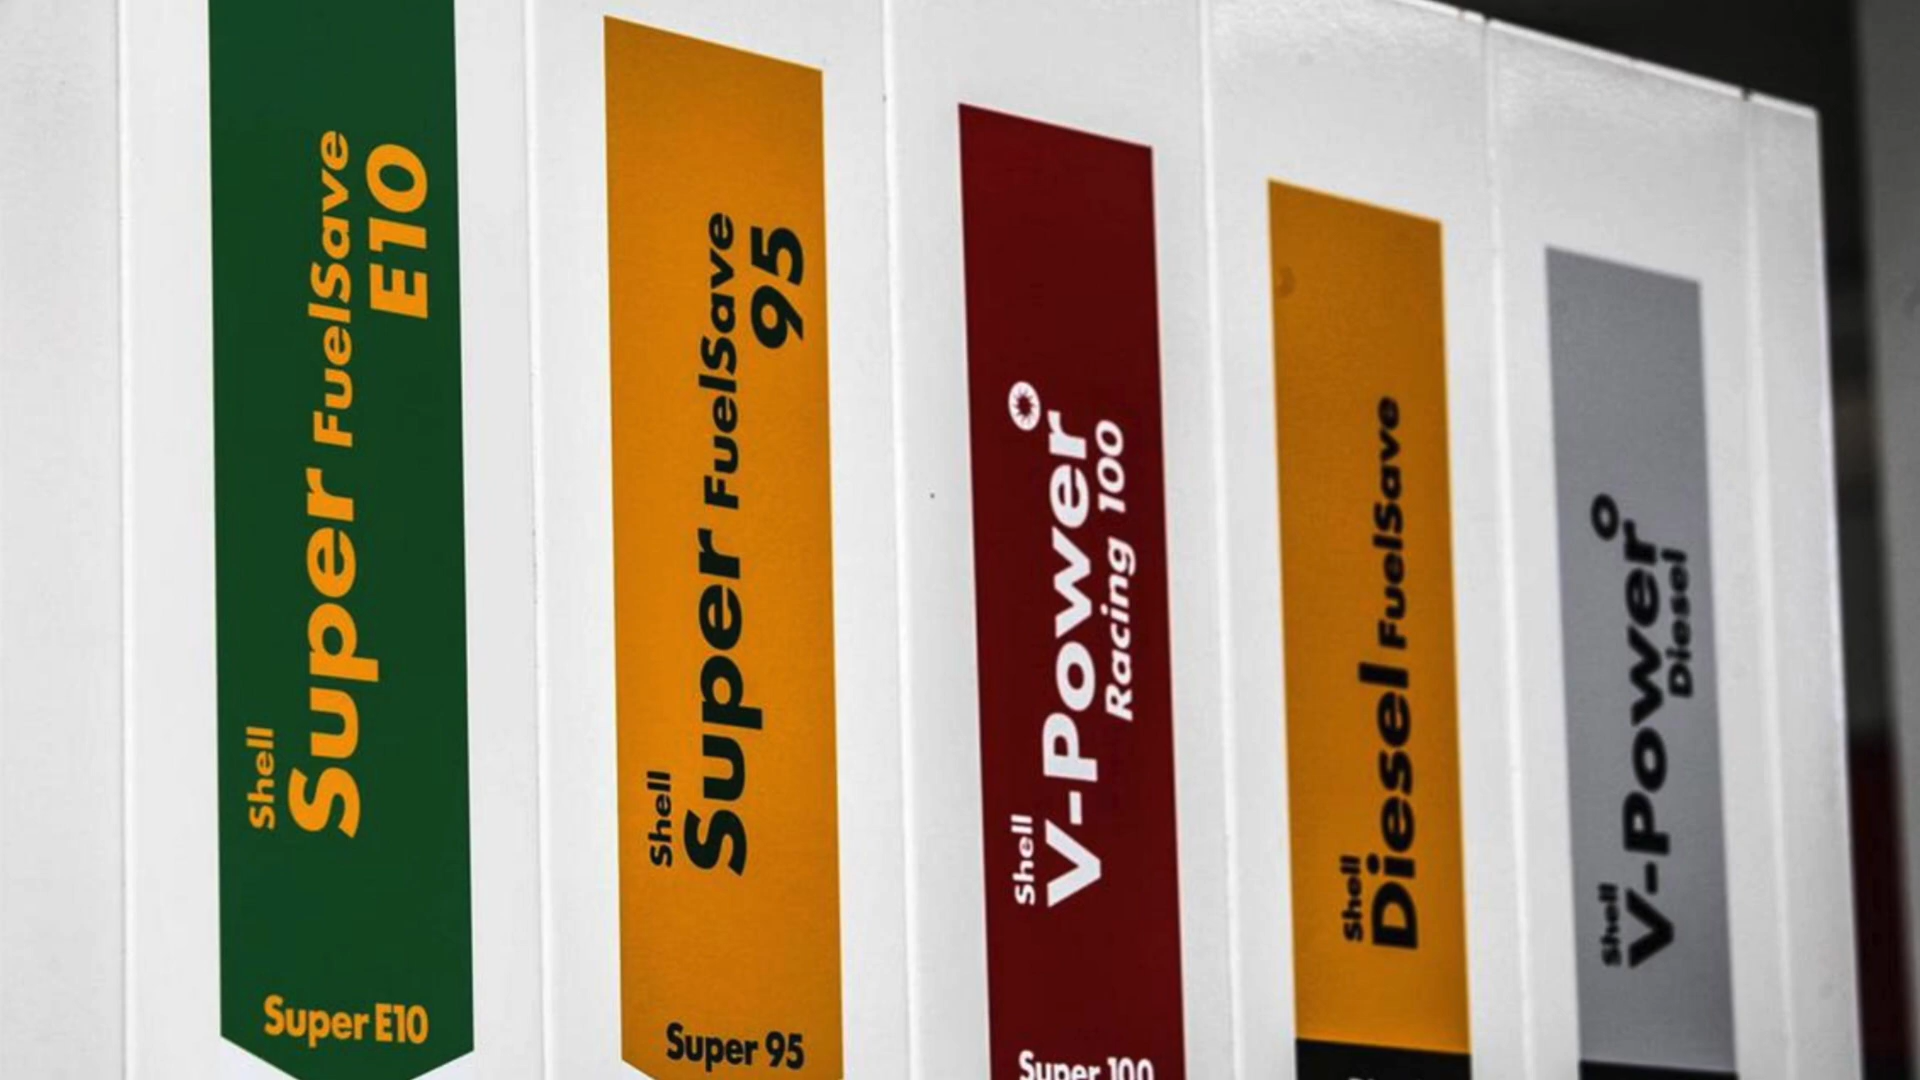 Shell
Super FuelSave
E10
Super E10
Shell
Super FuelSave
95
Super 95
Shell
V-Power
Racing 100
Super 100
Shell
Diesel FuelSave
Shell
V-Power
Diesel